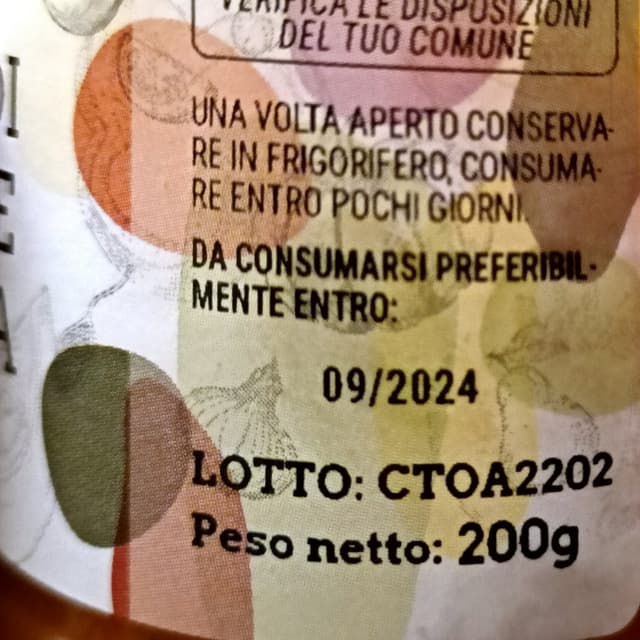 VERIFICA LE DISPOSIZIONI
DEL TUO COMUNE
UNA VOLTA APERTO CONSERVA-
RE IN FRIGORIFERO, CONSUMA-
RE ENTRO POCHI GIORNI.
DA CONSUMARSI PREFERIBIL-
MENTE ENTRO:
09/2024
LOTTO: CTOA2202
Peso netto: 200g